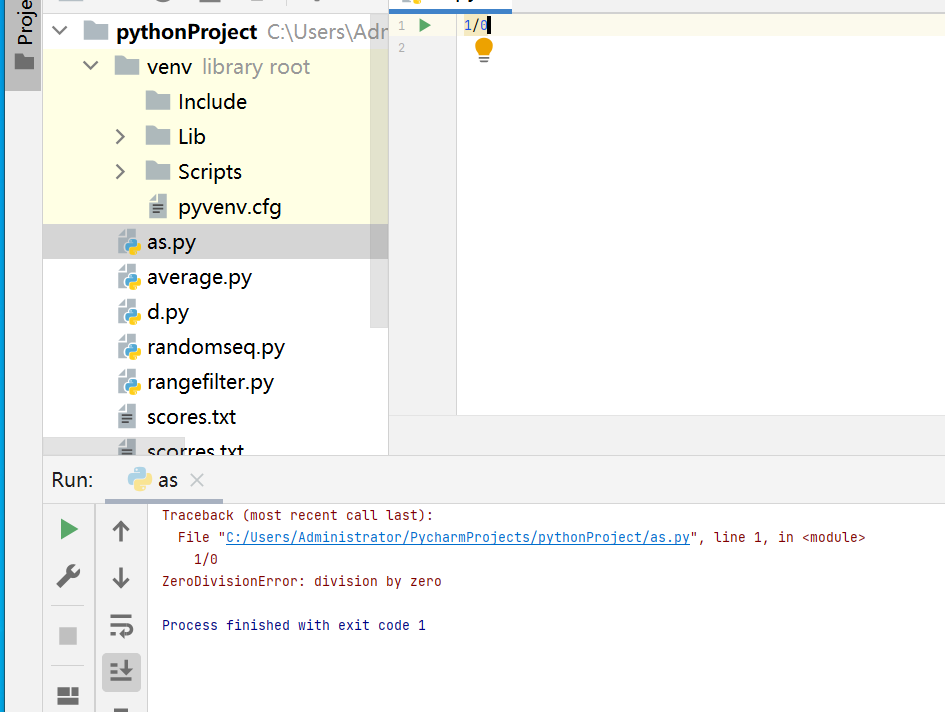 Proje
pythonProject C:\Users\Adr
venv library root
Include
Lib
Scripts
pyvenv.cfg
as.py
average.py
d.py
randomseq.py
rangefilter.py
scores.txt
scorres.txt
1 1/0
2
Run: as
Traceback (most recent call last):
File "C:/Users/Administrator/PycharmProjects/pythonProject/as.py", line 1, in <module>
1/0
ZeroDivisionError: division by zero
Process finished with exit code 1